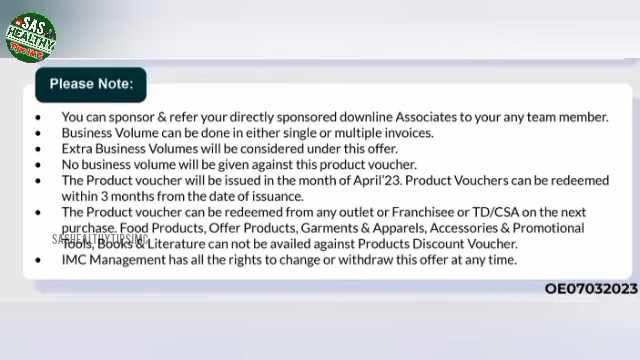 SAS
HEALTHY
Tips IMC
Please Note:
• You can sponsor & refer your directly sponsored downline Associates to your any team member.
• Business Volume can be done in either single or multiple invoices.
• Extra Business Volumes will be considered under this offer.
• No business volume will be given against this product voucher.
• The Product voucher will be issued in the month of April'23. Product Vouchers can be redeemed
within 3 months from the date of issuance.
• The Product voucher can be redeemed from any outlet or Franchisee or TD/CSA on the next
purchase. Food Products, Offer Products, Garments & Apparels, Accessories & Promotional
Tools, Books & Literature can not be availed against Products Discount Voucher.
SASHEALTHYTIPSIMC
• IMC Management has all the rights to change or withdraw this offer at any time.
OE07032023